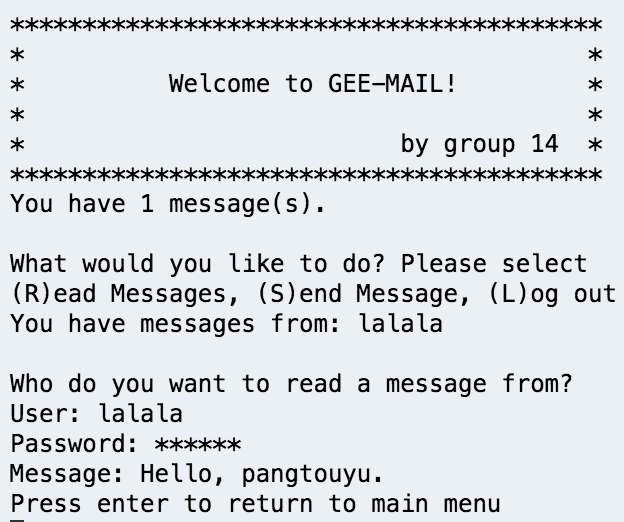 *****************************************
* *
* Welcome to GEE-MAIL! *
* *
* by group 14 *
*****************************************
You have 1 message(s).
What would you like to do? Please select
(R)ead Messages, (S)end Message, (L)og out
You have messages from: lalala
Who do you want to read a message from?
User: lalala
Password: ******
Message: Hello, pangtouyu.
Press enter to return to main menu